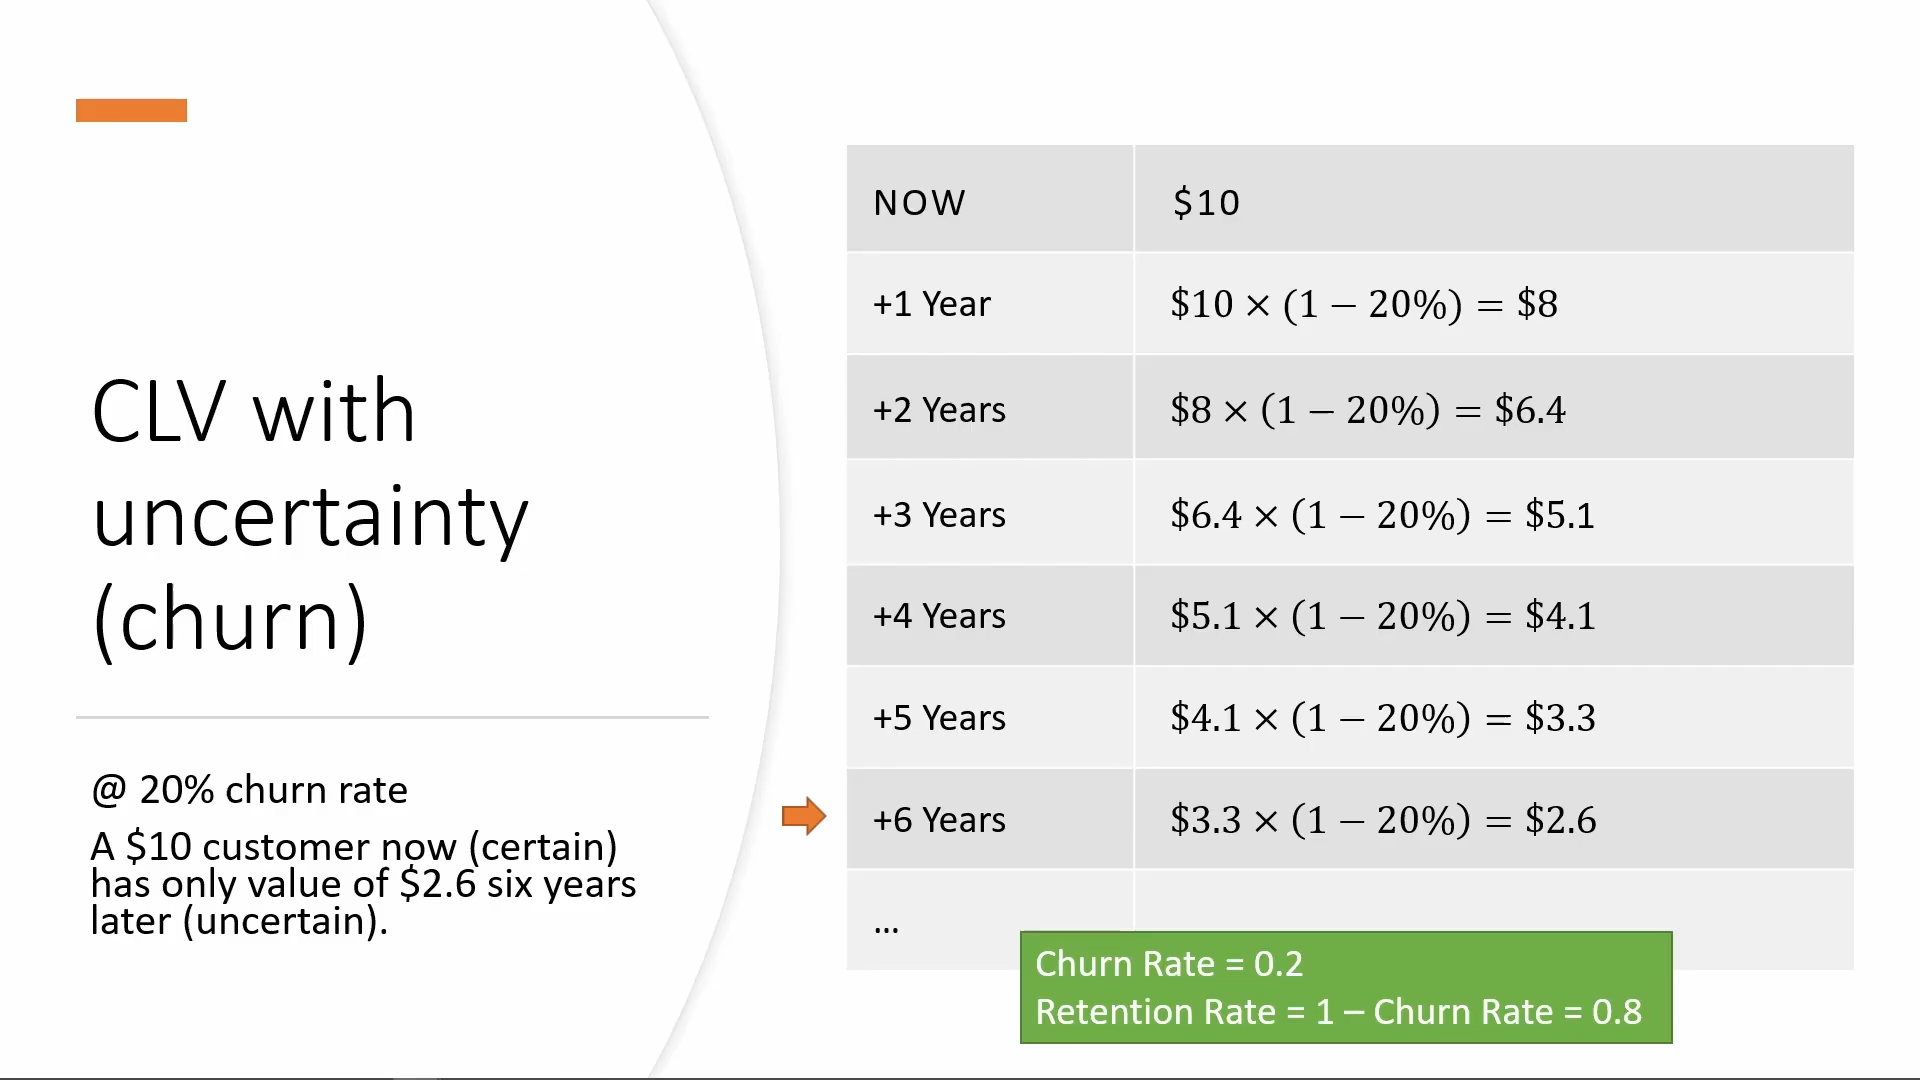 CLV with
uncertainty
(churn)
@ 20% churn rate
A $10 customer now (certain)
has only value of $2.6 six years
later (uncertain).
NOW $10
+1 Year $10 × (1 − 20%) = $8
+2 Years $8 × (1 − 20%) = $6.4
+3 Years $6.4 × (1 − 20%) = $5.1
+4 Years $5.1 × (1 − 20%) = $4.1
+5 Years $4.1 × (1 − 20%) = $3.3
+6 Years $3.3 × (1 − 20%) = $2.6
...
Churn Rate = 0.2
Retention Rate = 1 – Churn Rate = 0.8